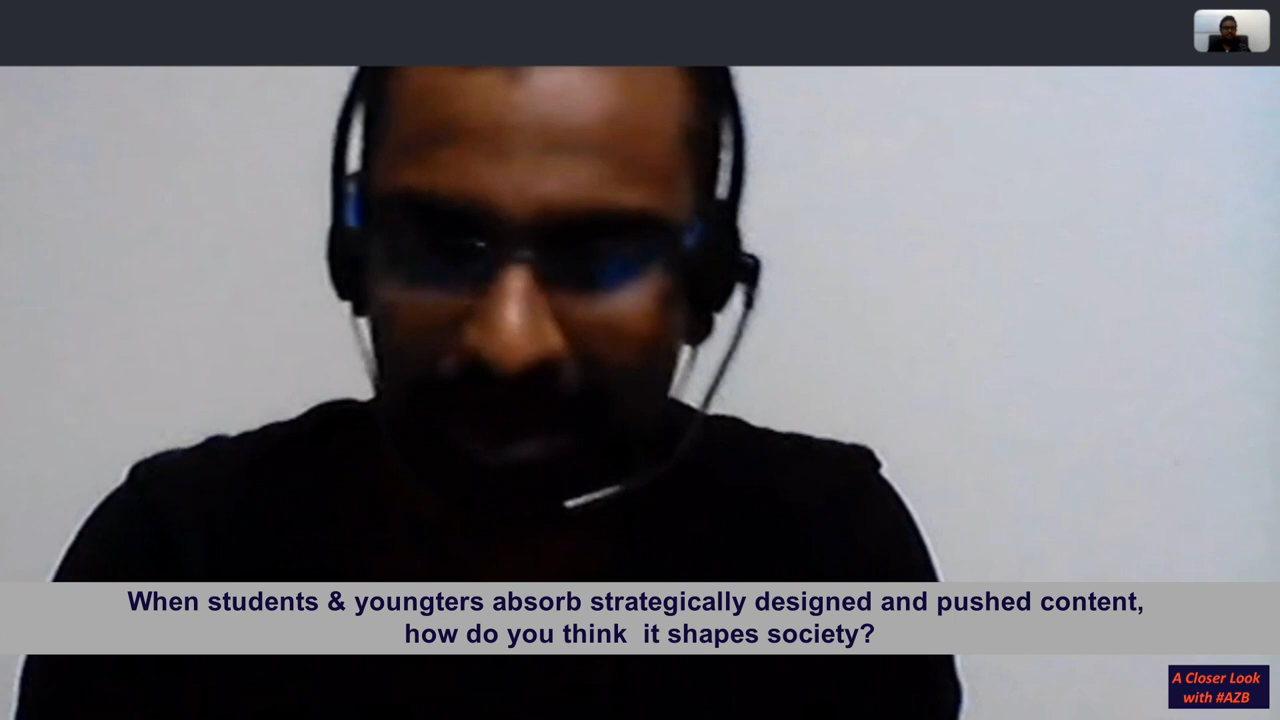 When students & youngters absorb strategically designed and pushed content,
how do you think it shapes society?
A Closer Look
with #AZB